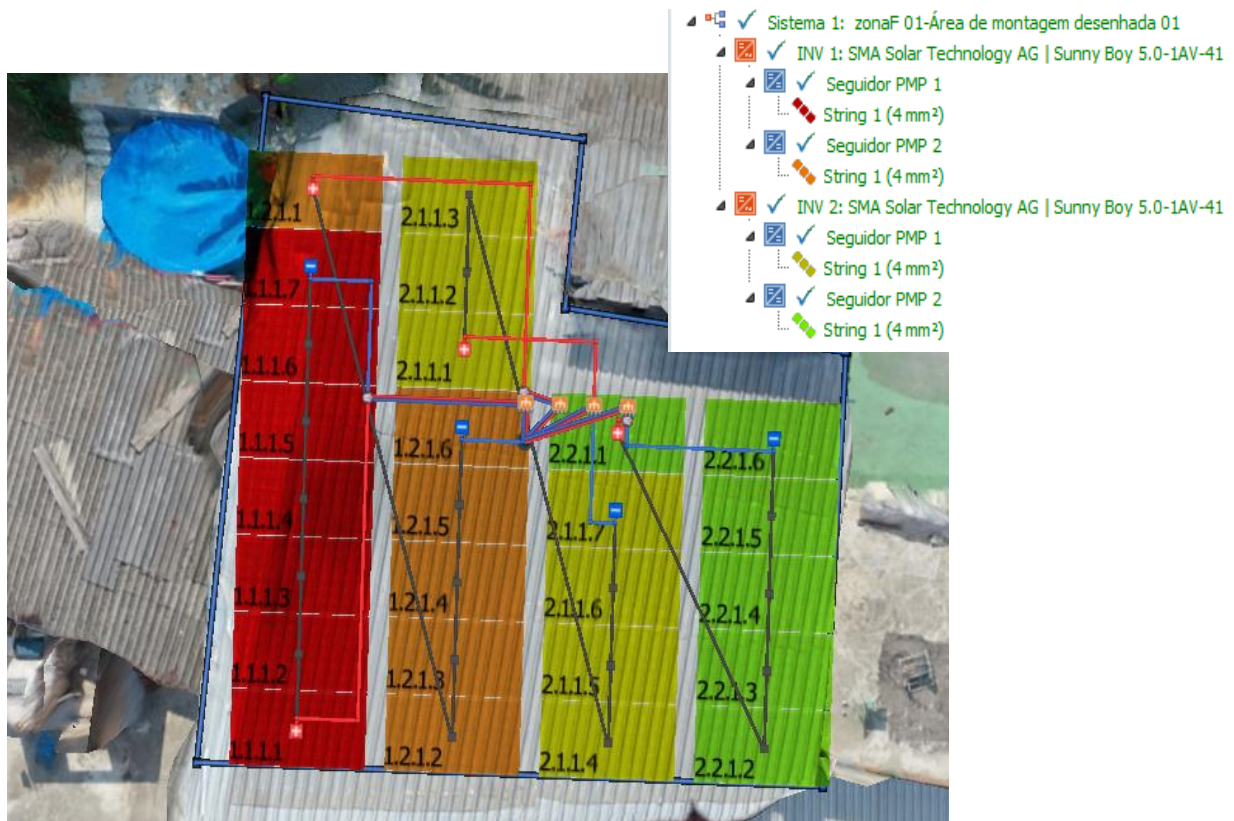 Sistema 1: zonaF 01-Área de montagem desenhada 01
INV 1: SMA Solar Technology AG | Sunny Boy 5.0-1AV-41
Seguidor PMP 1
String 1 (4 mm²)
Seguidor PMP 2
String 1 (4 mm²)
INV 2: SMA Solar Technology AG | Sunny Boy 5.0-1AV-41
Seguidor PMP 1
String 1 (4 mm²)
Seguidor PMP 2
String 1 (4 mm²)
1.2.1.1
1.1.1.7
1.1.1.6
1.1.1.5
1.1.1.4
1.1.1.3
1.1.1.2
1.1.1.1
2.1.1.3
2.1.1.2
2.1.1.1
1.2.1.6
1.2.1.5
1.2.1.4
1.2.1.3
1.2.1.2
2.2.1.1
2.1.1.7
2.1.1.6
2.1.1.5
2.1.1.4
2.2.1.6
2.2.1.5
2.2.1.4
2.2.1.3
2.2.1.2